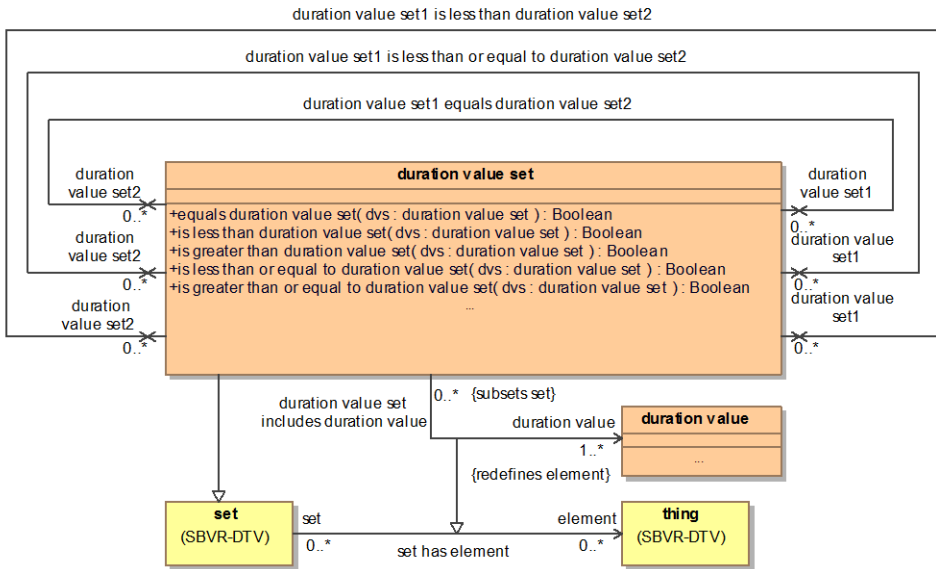 duration value set1 is less than duration value set2
duration value set1 is less than or equal to duration value set2
duration value set1 equals duration value set2
duration
value set2
0..*
duration
value set2
0..*
duration
value set2
0..*
duration value set
+equals duration value set( dvs : duration value set ) : Boolean
+is less than duration value set( dvs : duration value set ) : Boolean
+is greater than duration value set( dvs : duration value set ) : Boolean
+is less than or equal to duration value set( dvs : duration value set ) : Boolean
+is greater than or equal to duration value set( dvs : duration value set ) : Boolean
...
duration
value set1
0..*
duration value
set1
0..*
duration value
set1
0..*
duration value set
includes duration value
0..*
{subsets set}
duration value
1..*
{redefines element}
duration value
...
set
(SBVR-DTV)
set
0..*
set has element
element
0..*
thing
(SBVR-DTV)